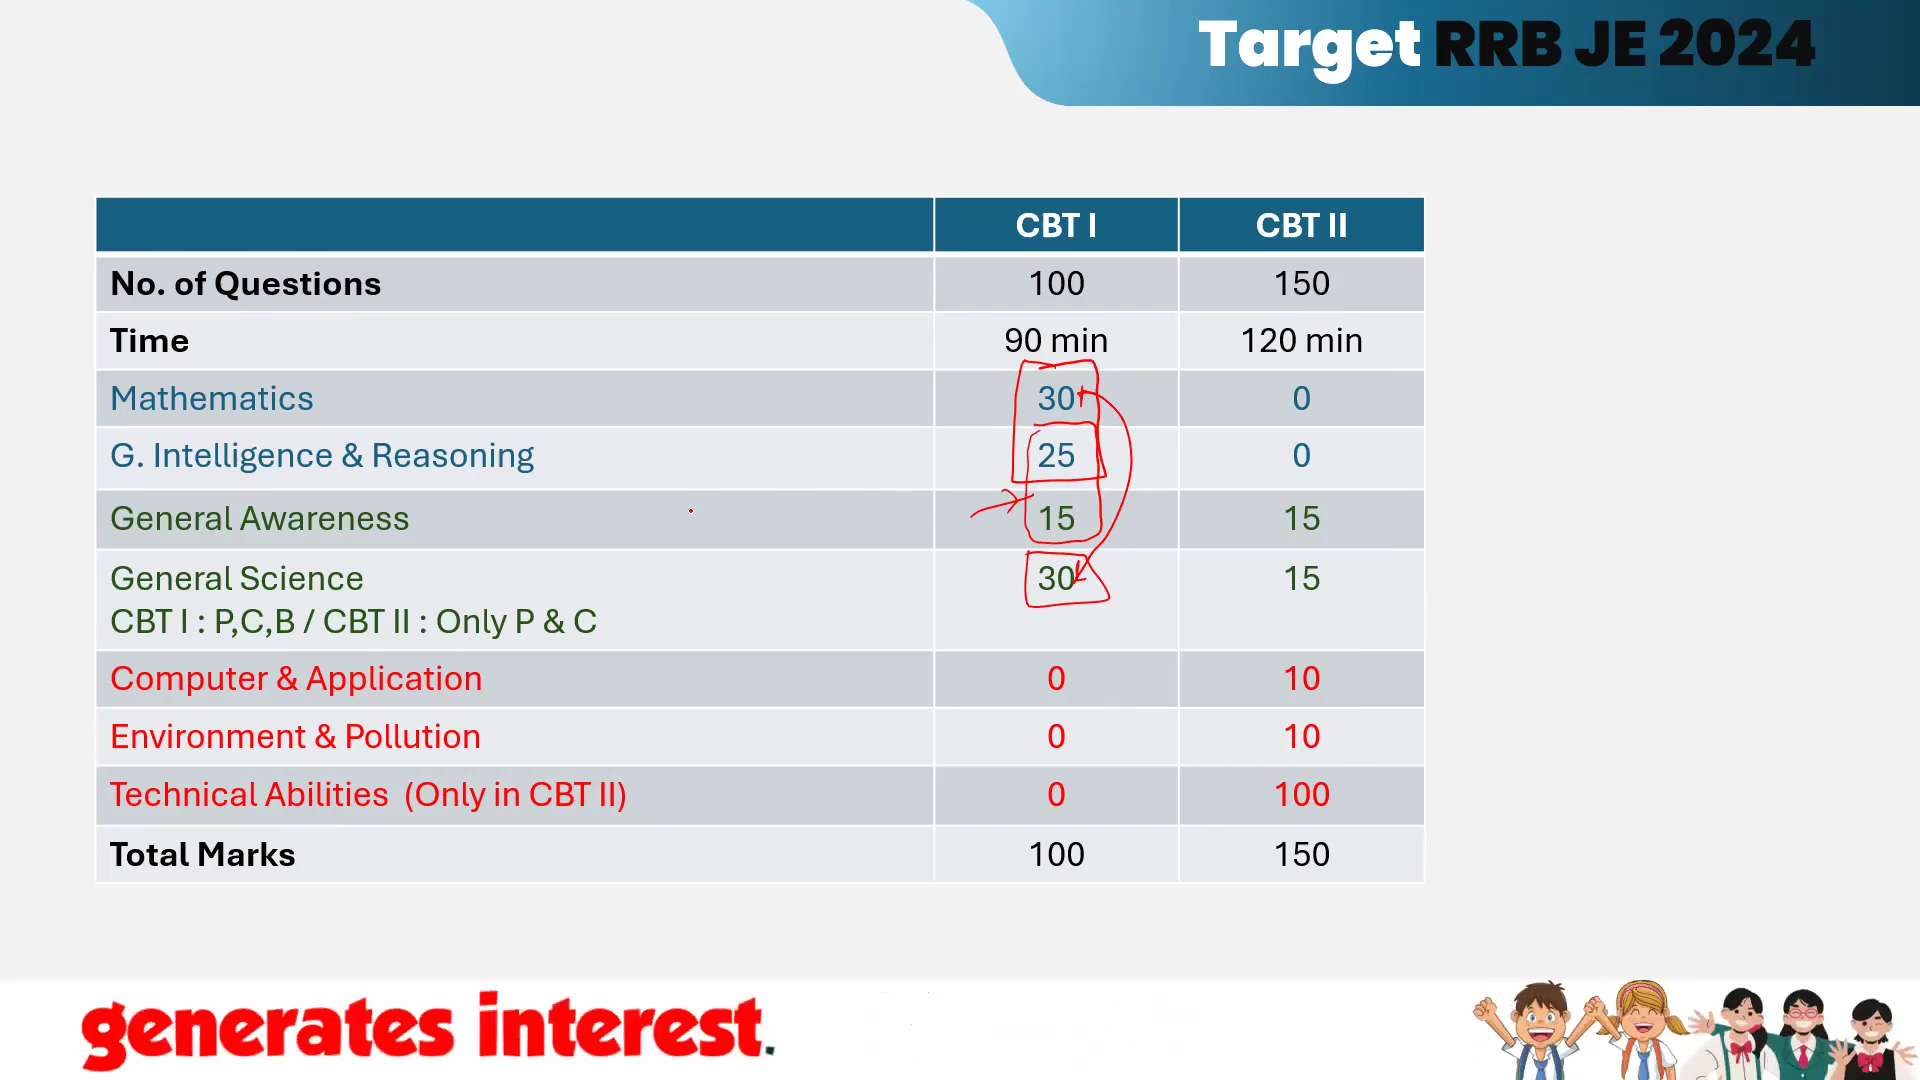 Target RRB JE 2024
CBT I CBT II
No. of Questions 100 150
Time 90 min 120 min
Mathematics 30 0
G. Intelligence & Reasoning 25 0
General Awareness 15 15
General Science 30 15
CBT I : P,C,B / CBT II : Only P & C
Computer & Application 0 10
Environment & Pollution 0 10
Technical Abilities (Only in CBT II) 0 100
Total Marks 100 150
generates interest.